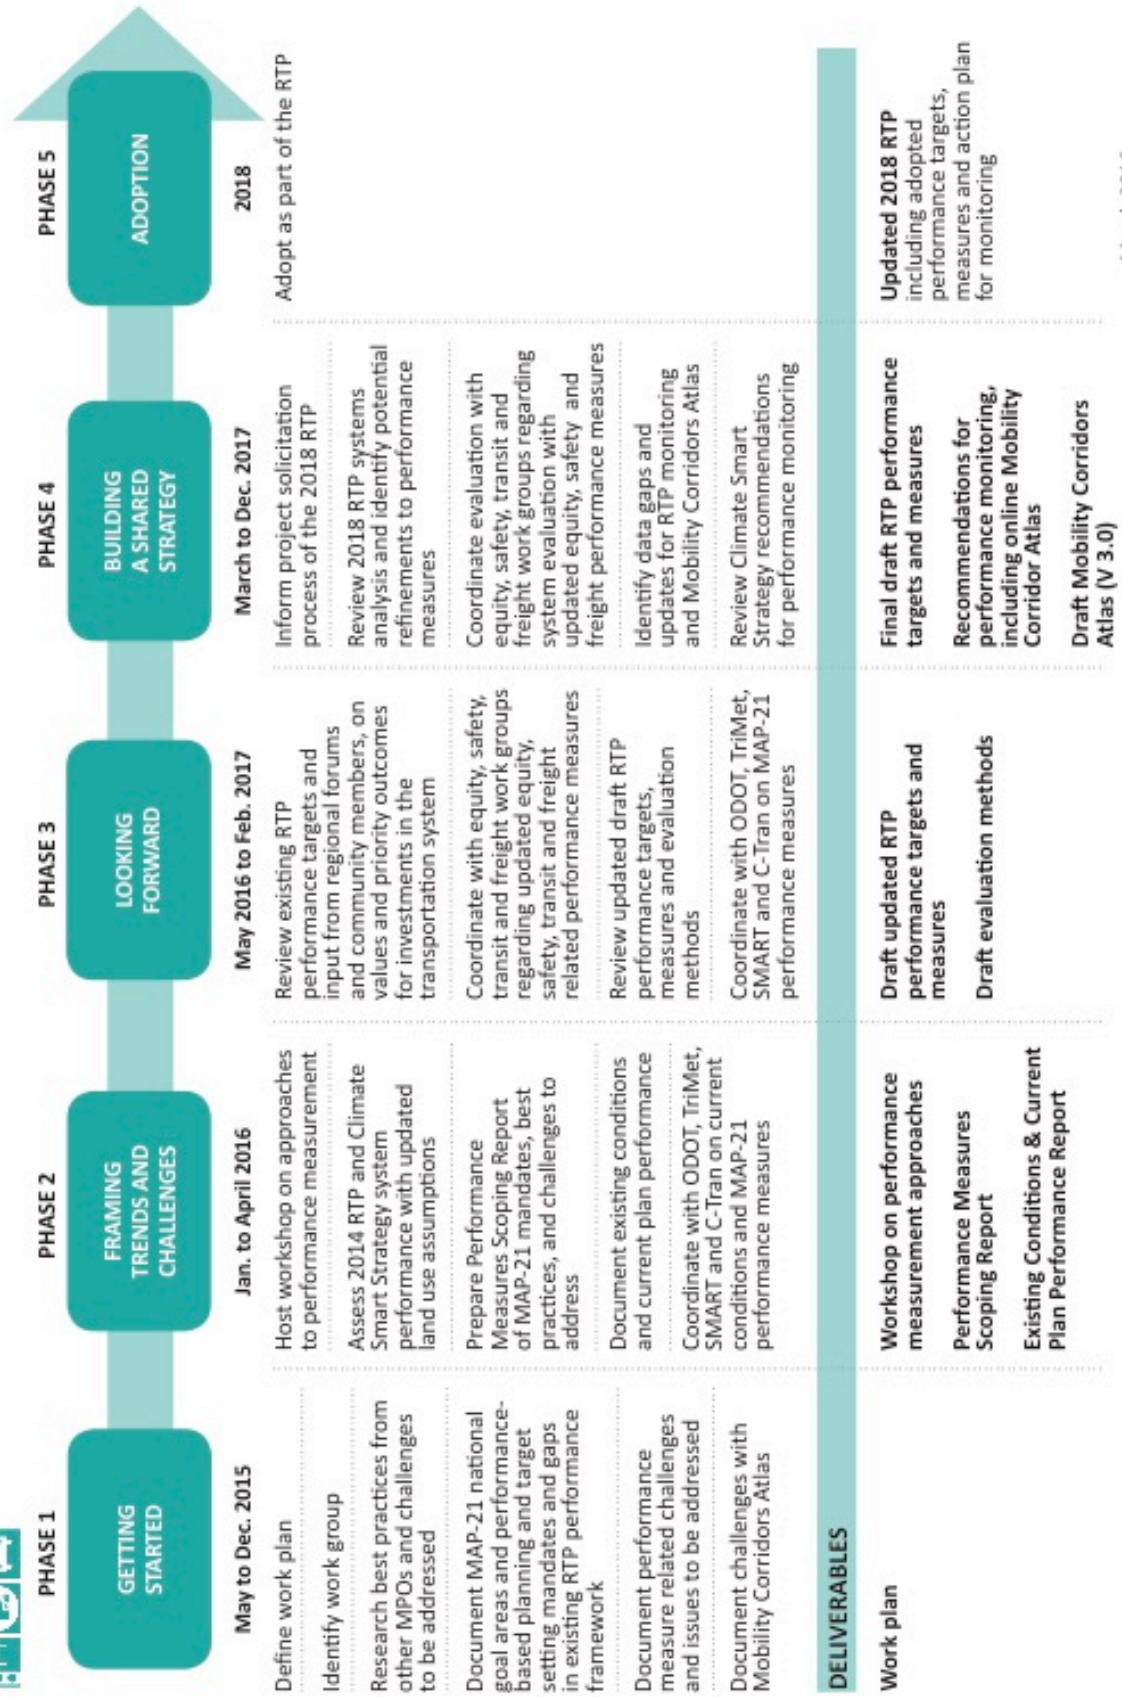 PHASE 1
GETTING
STARTED
May to Dec. 2015
Define work plan
Identify work group
Research best practices from
other MPOs and challenges
to be addressed
Document MAP-21 national
goal areas and performance-
based planning and target
setting mandates and gaps
in existing RTP performance
framework
Document performance
measure related challenges
and issues to be addressed
Document challenges with
Mobility Corridors Atlas
PHASE 2
FRAMING
TRENDS AND
CHALLENGES
Jan. to April 2016
Host workshop on approaches
to performance measurement
Assess 2014 RTP and Climate
Smart Strategy system
performance with updated
land use assumptions
Prepare Performance
Measures Scoping Report
of MAP-21 mandates, best
practices, and challenges to
address
Document existing conditions
and current plan performance
Coordinate with ODOT, TriMet,
SMART and C-Tran on current
conditions and MAP-21
performance measures
PHASE 3
LOOKING
FORWARD
May 2016 to Feb. 2017
Review existing RTP
performance targets and
input from regional forums
and community members, on
values and priority outcomes
for investments in the
transportation system
Coordinate with equity, safety,
transit and freight work groups
regarding updated equity,
safety, transit and freight
related performance measures
Review updated draft RTP
performance targets,
measures and evaluation
methods
Coordinate with ODOT, TriMet,
SMART and C-Tran on MAP-21
performance measures
PHASE 4
BUILDING
A SHARED
STRATEGY
March to Dec. 2017
Inform project solicitation
process of the 2018 RTP
Review 2018 RTP systems
analysis and identify potential
refinements to performance
measures
Coordinate evaluation with
equity, safety, transit and
freight work groups regarding
system evaluation with
updated equity, safety and
freight performance measures
Identify data gaps and
updates for RTP monitoring
and Mobility Corridors Atlas
Review Climate Smart
Strategy recommendations
for performance monitoring
PHASE 5
ADOPTION
2018
Adopt as part of the RTP
DELIVERABLES
Work plan
Workshop on performance
measurement approaches
Performance Measures
Scoping Report
Existing Conditions & Current
Plan Performance Report
Draft updated RTP
performance targets and
measures
Draft evaluation methods
Final draft RTP performance
targets and measures
Recommendations for
performance monitoring,
including online Mobility
Corridor Atlas
Draft Mobility Corridors
Atlas (V 3.0)
Updated 2018 RTP
including adopted
performance targets,
measures and action plan
for monitoring